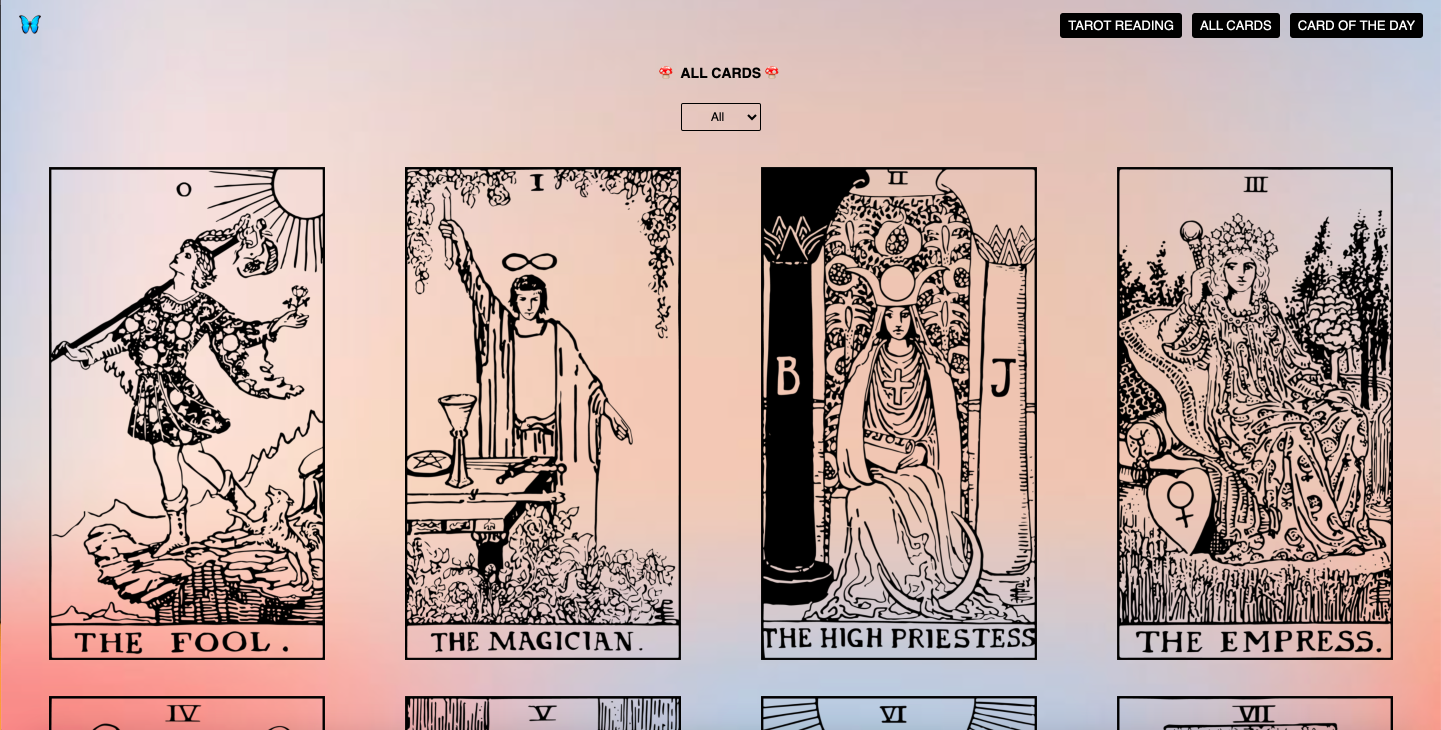 TAROT READING
ALL CARDS
CARD OF THE DAY
ALL CARDS
All
0
I
II
III
B
J
THE FOOL.
THE MAGICIAN.
THE HIGH PRIESTESS
THE EMPRESS.
IV
V
VI
VII